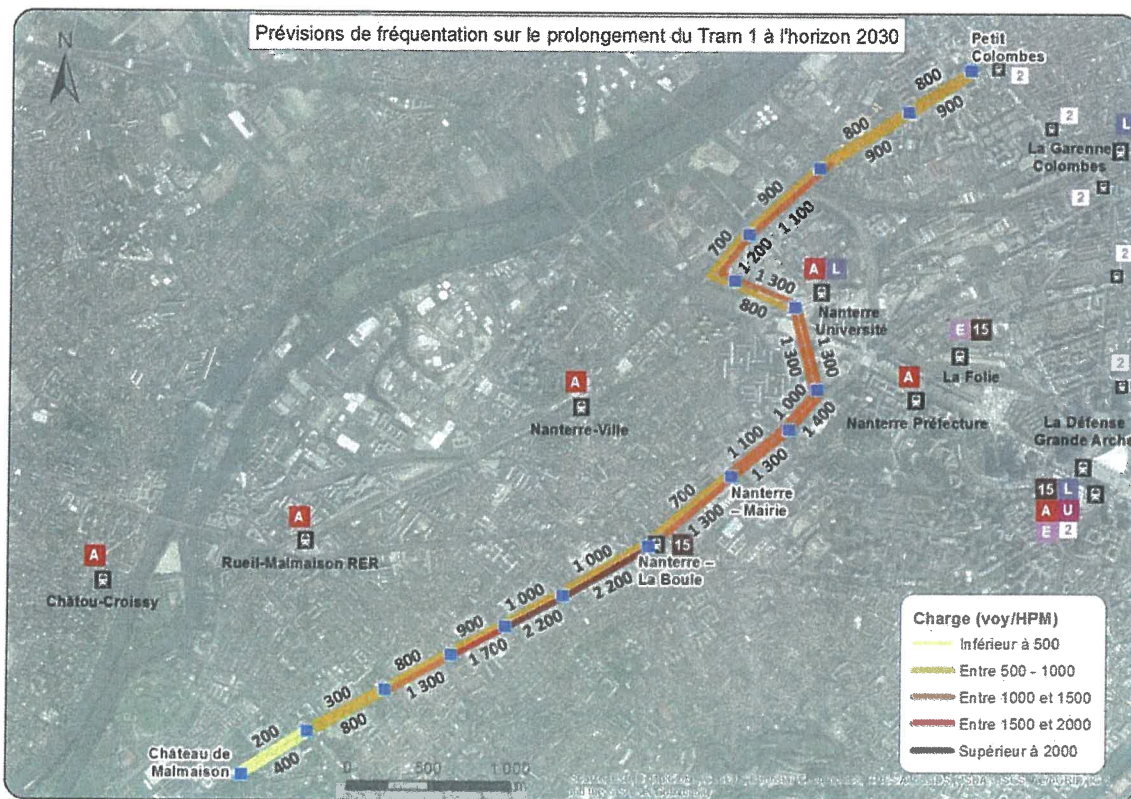 Prévisions de fréquentation sur le prolongement du Tram 1 à l'horizon 2030
N
Petit
Colombes
2
800
900
2
L
La Garenne
Colombes
2
800
900
900
1 100
700
1 200
1 300
800
A L
Nanterre
Université
2
E 15
La Folie
1 300
1 300
2
A
Nanterre Préfecture
A
Nanterre-Ville
1 000
1 400
La Défense
Grande Arche
15 L
A U
E 2
1 100
1 300
Nanterre
– Mairie
700
1 300
15
Nanterre –
La Boule
A
Rueil-Malmaison RER
A
Châtou-Croissy
1 000
2 200
1 000
2 200
900
1 700
800
1 300
300
800
200
400
Château de
Malmaison
0 500 1 000
m
Charge (voy/HPM)
Inférieur à 500
Entre 500 - 1000
Entre 1000 et 1500
Entre 1500 et 2000
Supérieur à 2000